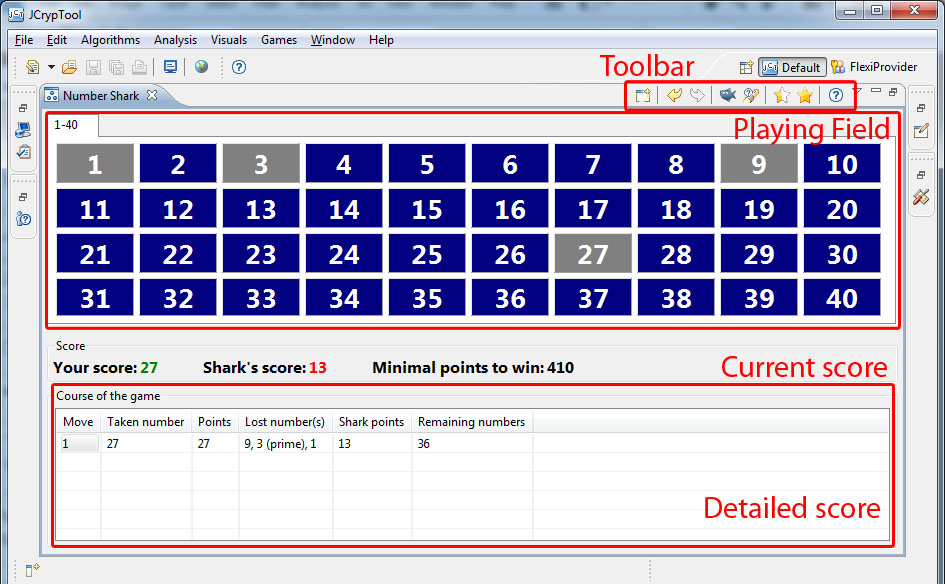 JCrypTool
File Edit Algorithms Analysis Visuals Games Window Help
Toolbar
JCT Default FlexiProvider
Number Shark
1-40
Playing Field
1 2 3 4 5 6 7 8 9 10
11 12 13 14 15 16 17 18 19 20
21 22 23 24 25 26 27 28 29 30
31 32 33 34 35 36 37 38 39 40
Score
Your score: 27 Shark's score: 13 Minimal points to win: 410
Current score
Course of the game
Move Taken number Points Lost number(s) Shark points Remaining numbers
1 27 27 9, 3 (prime), 1 13 36
Detailed score